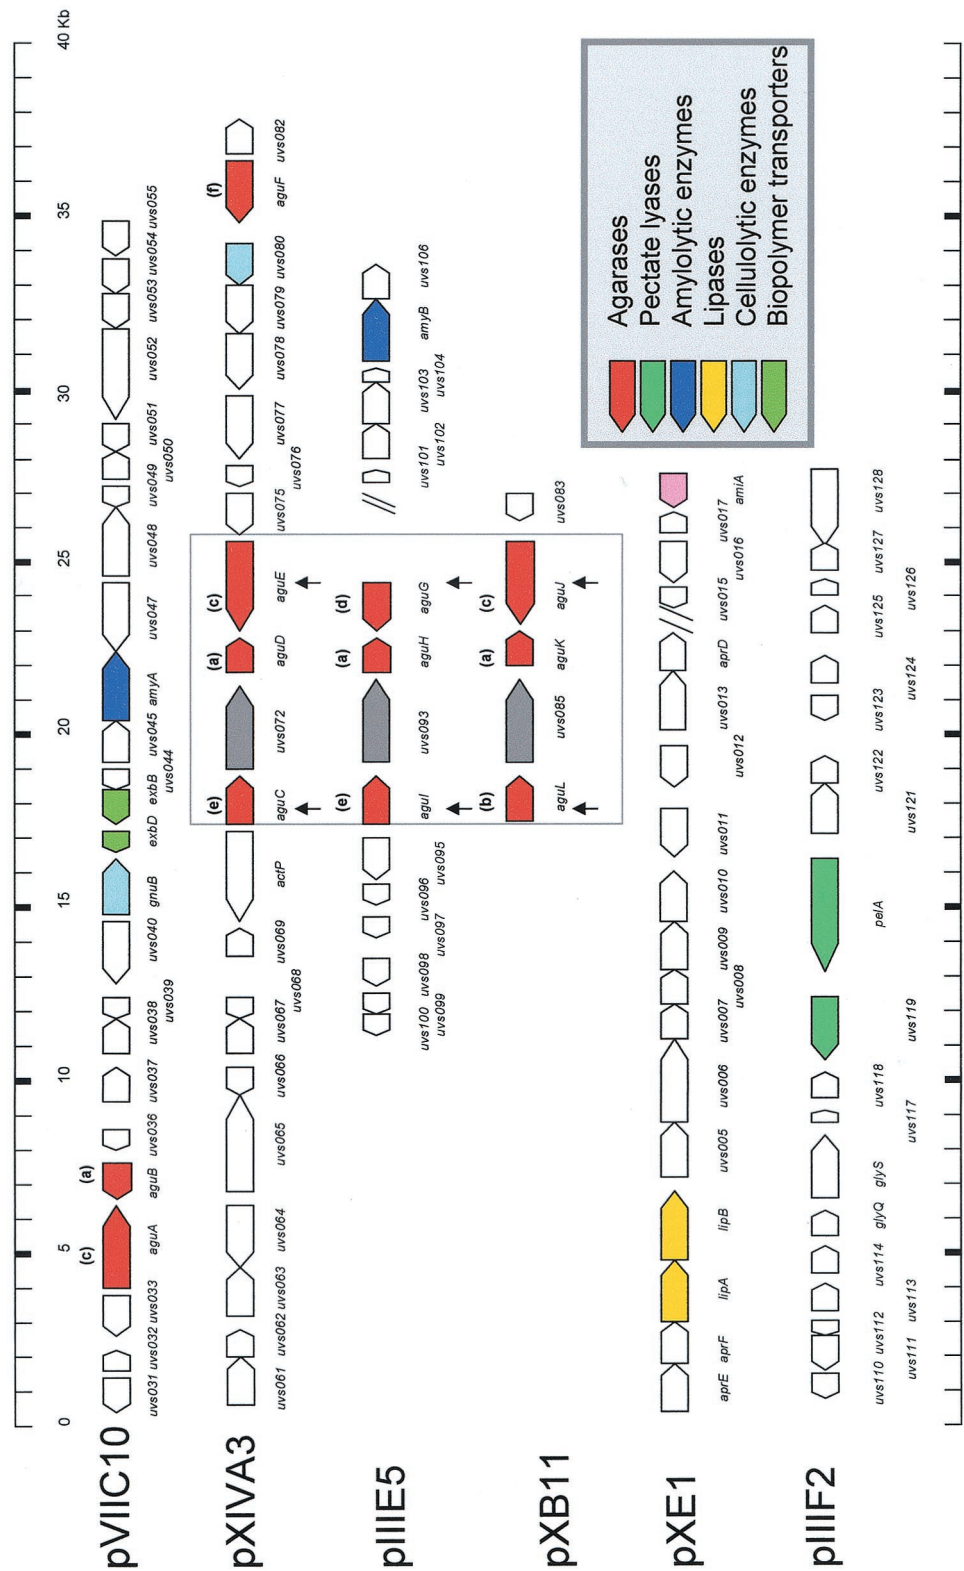 0 5 10 15 20 25 30 35 40 Kb
pVIIC10
(c) (a)
uvs031 uvs032 uvs033 aguA aguB uvs036 uvs037 uvs038 uvs040 gnuB exbD exbB uvs045 amyA uvs047 uvs048 uvs049 uvs051 uvs052 uvs053 uvs054 uvs055
uvs039 uvs044 uvs050
pXIVA3
(e) (a) (c) (f)
uvs061 uvs062 uvs063 uvs064 uvs065 uvs066 uvs067 uvs069 actP aguC uvs072 aguD aguE uvs075 uvs077 uvs078 uvs079 uvs080 aguF uvs082
uvs068 uvs076
pIIIE5
(e) (a) (d)
uvs100 uvs098 uvs097 uvs096 uvs095 aguI uvs093 aguH aguG uvs101 uvs103 amyB uvs106
uvs099 uvs102 uvs104
pXB11
(b) (a) (c)
aguL uvs085 aguK aguJ uvs083
pXE1
aprE aprF lipA lipB uvs005 uvs006 uvs007 uvs009 uvs010 uvs011 uvs012 uvs013 aprD uvs015 uvs016 uvs017 amiA
uvs008
pIIIF2
uvs110 uvs112 uvs114 glyQ glyS uvs118 uvs119 pelA uvs121 uvs122 uvs123 uvs125 uvs127 uvs128
uvs111 uvs113 uvs117 uvs124 uvs126
Agarases
Pectate lyases
Amylolytic enzymes
Lipases
Cellulolytic enzymes
Biopolymer transporters